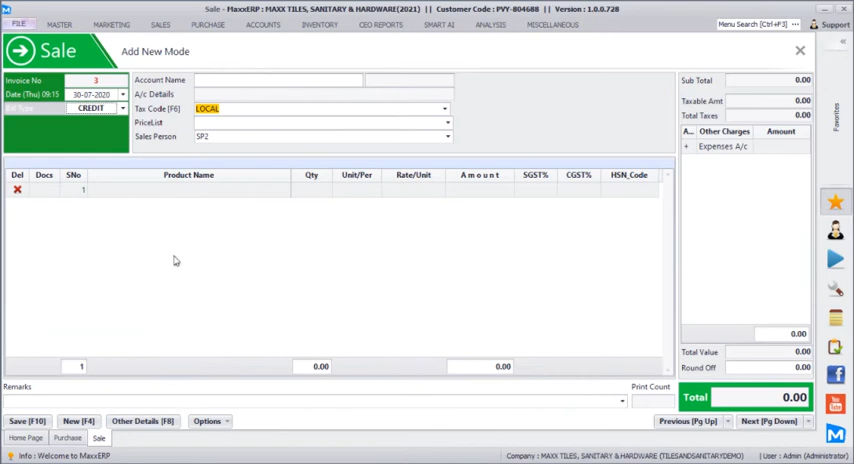 Sale - MaxxERP : MAXX TILES, SANITARY & HARDWARE(2021) || Customer Code : PVY-804688 || Version : 1.0.0.728
FILE MASTER MARKETING SALES PURCHASE ACCOUNTS INVENTORY CEO REPORTS SMART AI ANALYSIS MISCELLANEOUS Menu Search [Ctrl+F3] Support
Sale Add New Mode
Invoice No 3 Account Name Sub Total 0.00
Date (Thu) 09:15 30-07-2020 A/c Details Taxable Amt 0.00
Bill Type CREDIT Tax Code [F6] LOCAL Total Taxes 0.00
PriceList
Sales Person SP2
A... Other Charges Amount
+ Expenses A/c
Favorites
Del Docs SNo Product Name Qty Unit/Per Rate/Unit A m o u n t SGST% CGST% HSN_Code
1
0.00
Total Value 0.00
1 0.00 0.00 Round Off 0.00
Remarks Print Count
Total 0.00
Save [F10] New [F4] Other Details [F8] Options Previous [Pg Up] Next [Pg Down]
Home Page Purchase Sale
Info : Welcome to MaxxERP Company : MAXX TILES, SANITARY & HARDWARE (TILESANDSANITARYDEMO) User : Admin (Administrator)